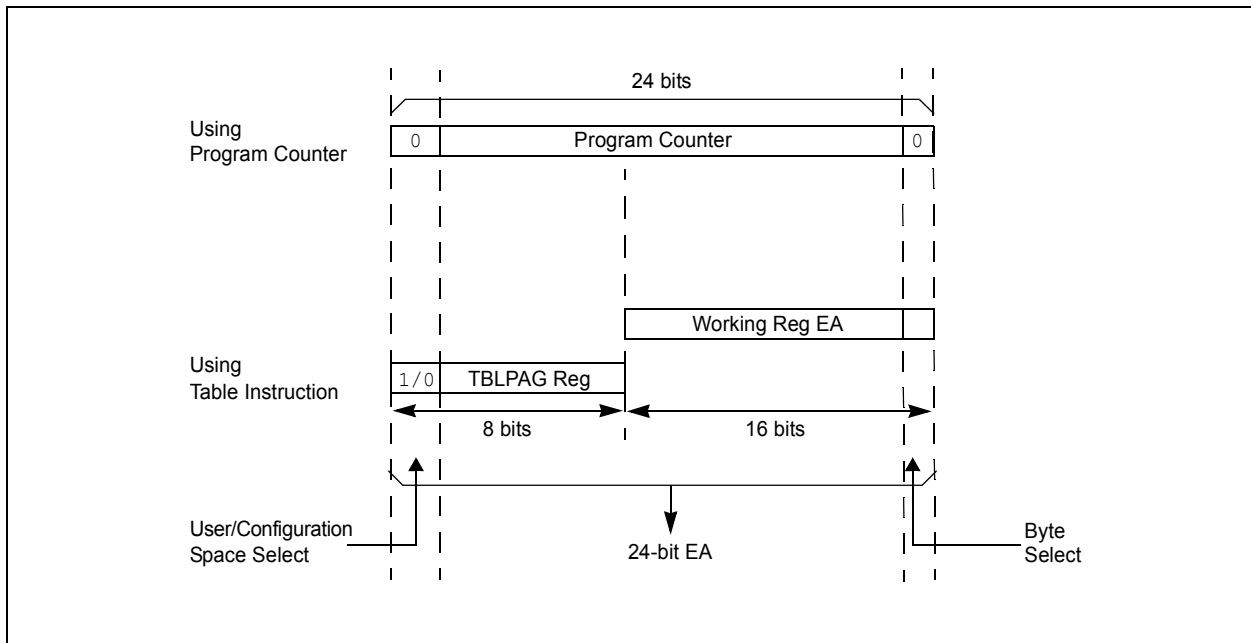 24 bits
Using
Program Counter
0
Program Counter
0
Working Reg EA
Using
Table Instruction
1/0
TBLPAG Reg
8 bits
16 bits
User/Configuration
Space Select
24-bit EA
Byte
Select